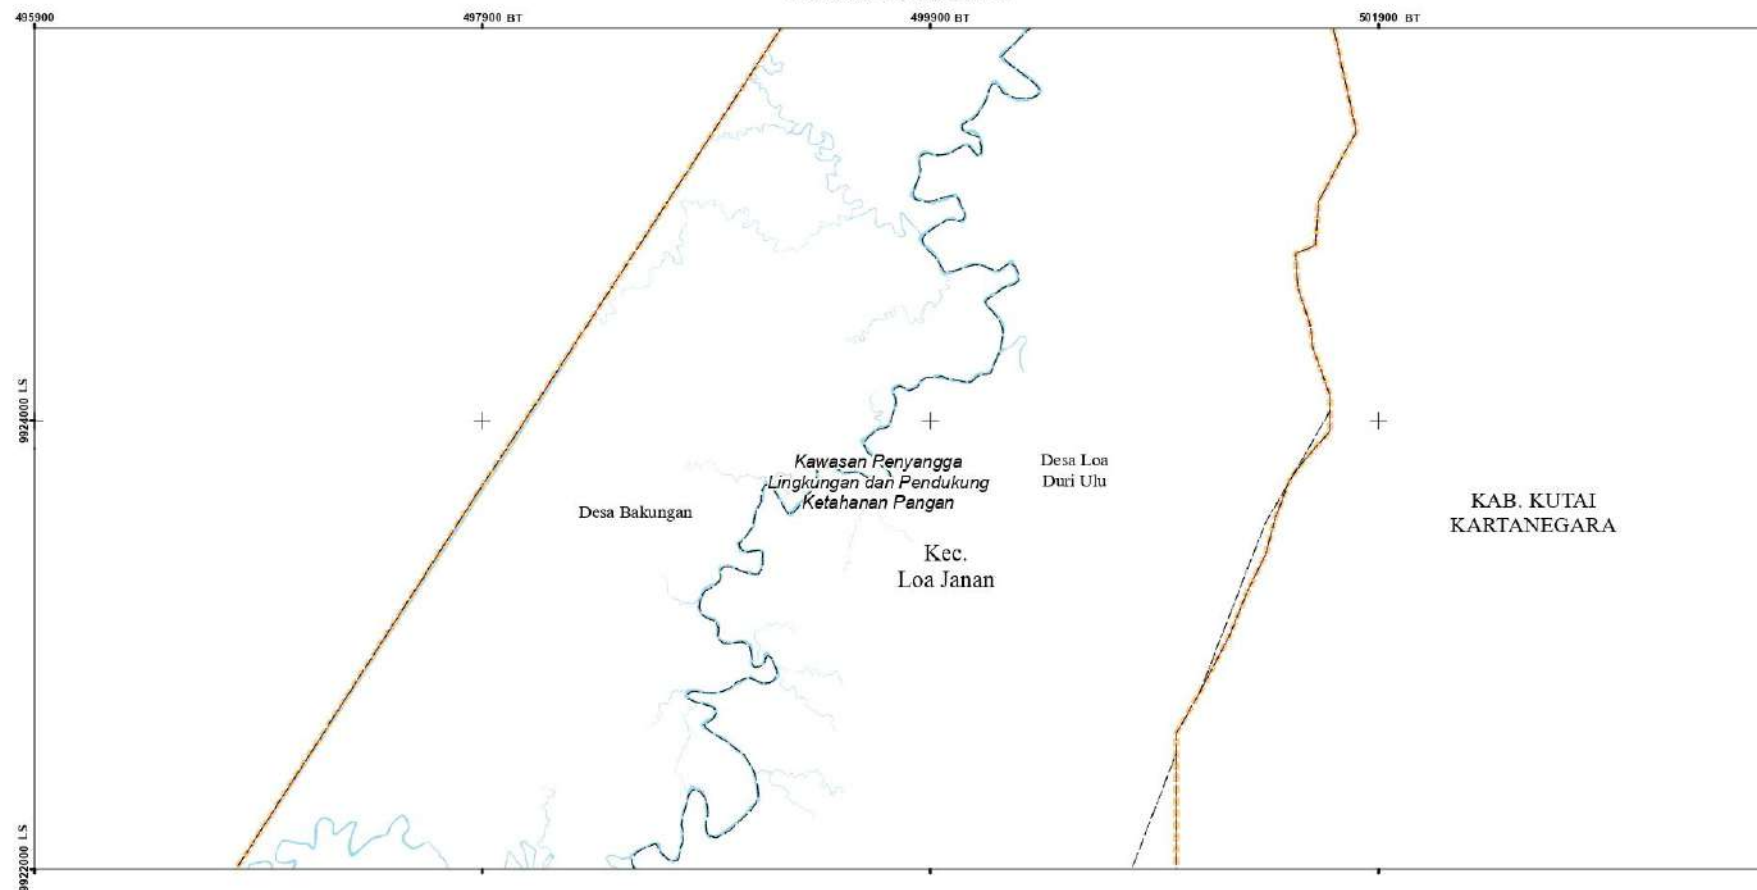 495900
497900 BT
499900 BT
501900 BT
9924000 LS
Kawasan Penyangga
Lingkungan dan Pendukung
Ketahanan Pangan
Desa Loa
Duri Ulu
Desa Bakungan
KAB. KUTAI
KARTANEGARA
Kec.
Loa Janan
9922000 LS